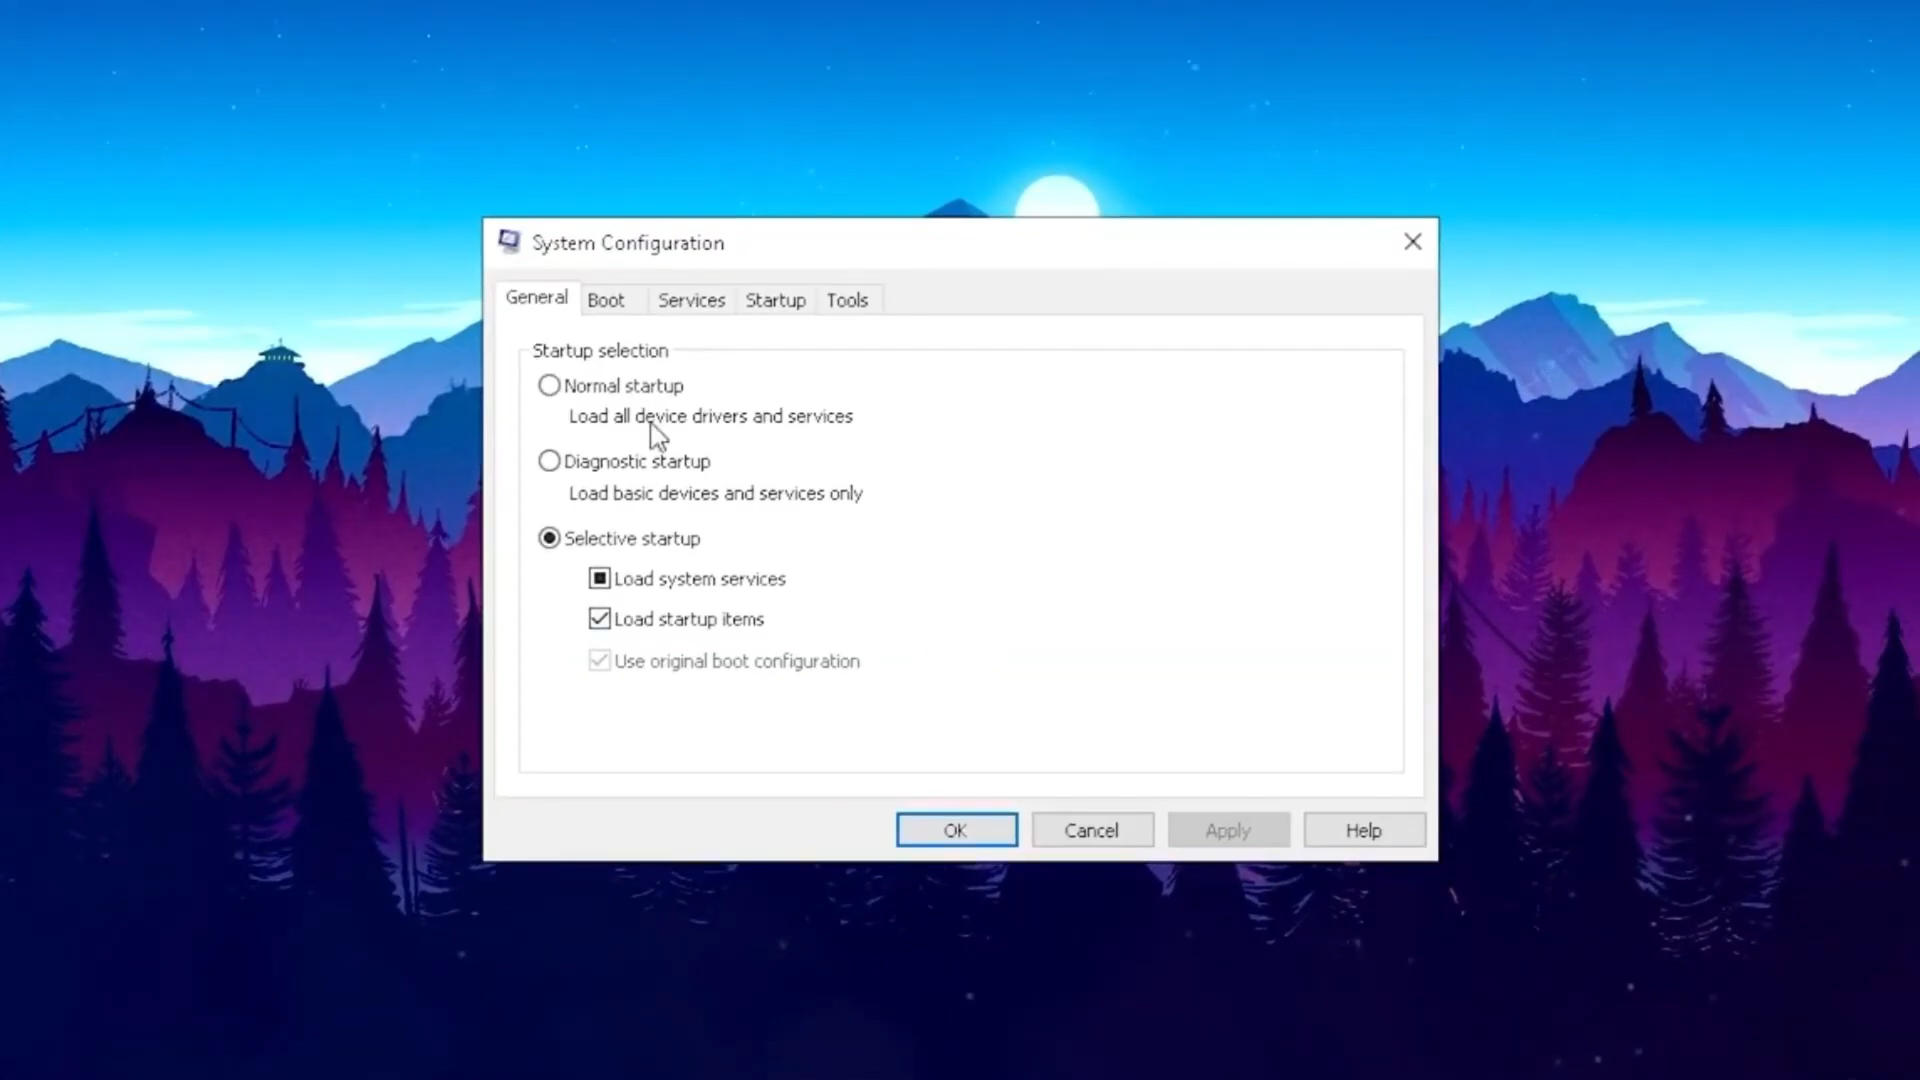 System Configuration
General Boot Services Startup Tools
Startup selection
Normal startup
Load all device drivers and services
Diagnostic startup
Load basic devices and services only
Selective startup
Load system services
Load startup items
Use original boot configuration
OK Cancel Apply Help